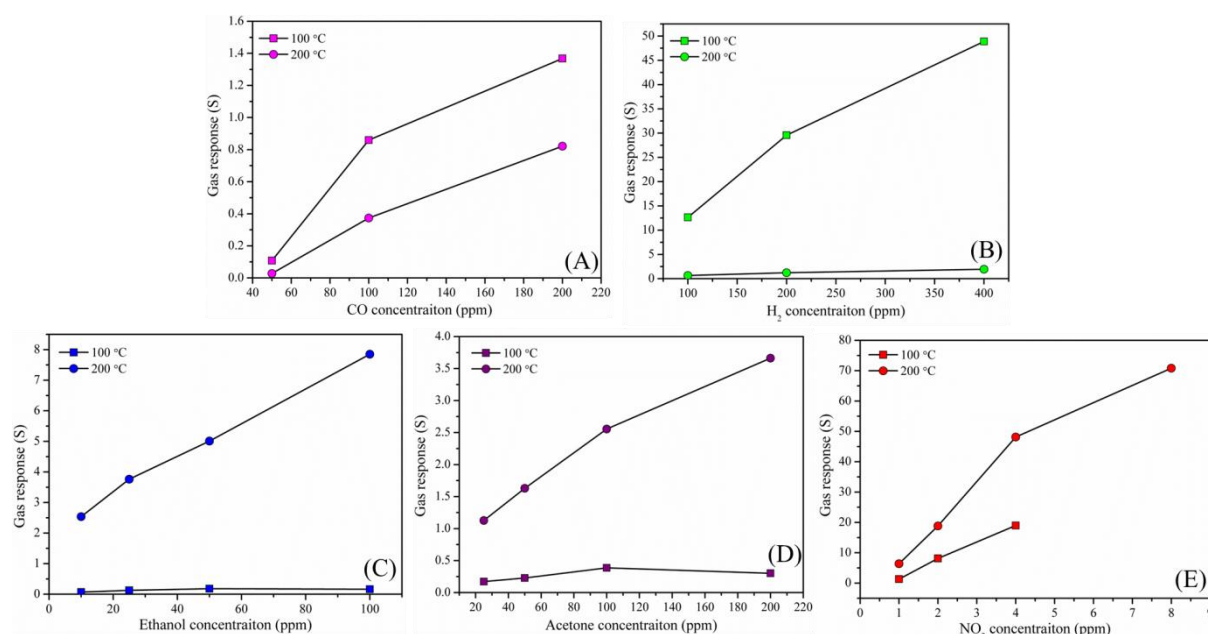 1.6
1.4
1.2
1.0
0.8
0.6
0.4
0.2
0.0
Gas response (S)
100 °C
200 °C
(A)
40 60 80 100 120 140 160 180 200 220
CO concentraiton (ppm)
50
45
40
35
30
25
20
15
10
5
0
Gas response (S)
100 °C
200 °C
(B)
100 150 200 250 300 350 400
H₂ concentraiton (ppm)
8
7
6
5
4
3
2
1
0
Gas response (S)
100 °C
200 °C
(C)
0 20 40 60 80 100
Ethanol concentraiton (ppm)
4.0
3.5
3.0
2.5
2.0
1.5
1.0
0.5
0.0
Gas response (S)
100 °C
200 °C
(D)
20 40 60 80 100 120 140 160 180 200 220
Acetone concentraiton (ppm)
80
70
60
50
40
30
20
10
0
Gas response (S)
100 °C
200 °C
(E)
0 1 2 3 4 5 6 7 8 9
NO₂ concentraiton (ppm)